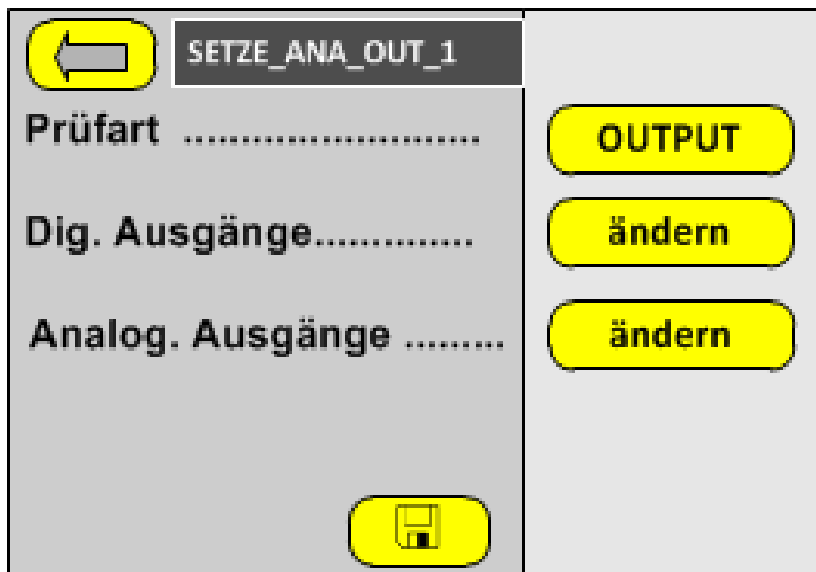 SETZE_ANA_OUT_1
Prüfart .......................... OUTPUT
Dig. Ausgänge.............. ändern
Analog. Ausgänge ......... ändern